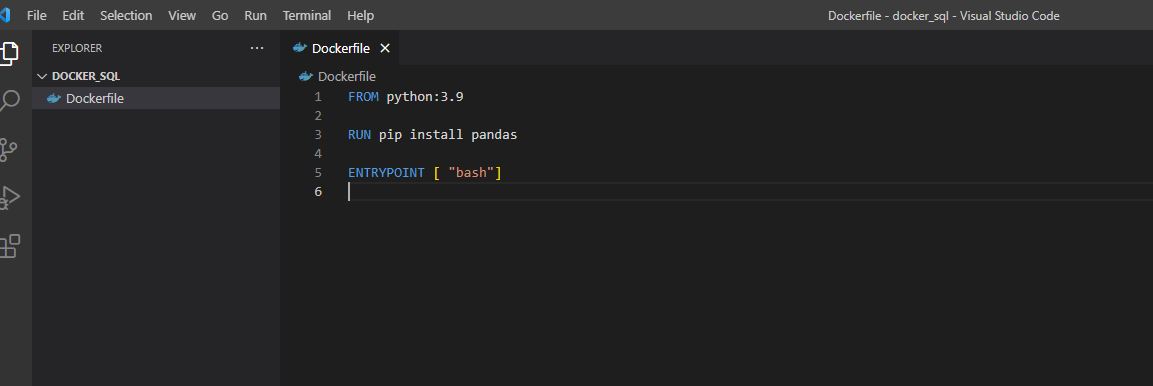 File Edit Selection View Go Run Terminal Help Dockerfile - docker_sql - Visual Studio Code
EXPLORER ...
DOCKER_SQL
Dockerfile
Dockerfile
Dockerfile
1 FROM python:3.9
2
3 RUN pip install pandas
4
5 ENTRYPOINT [ "bash"]
6